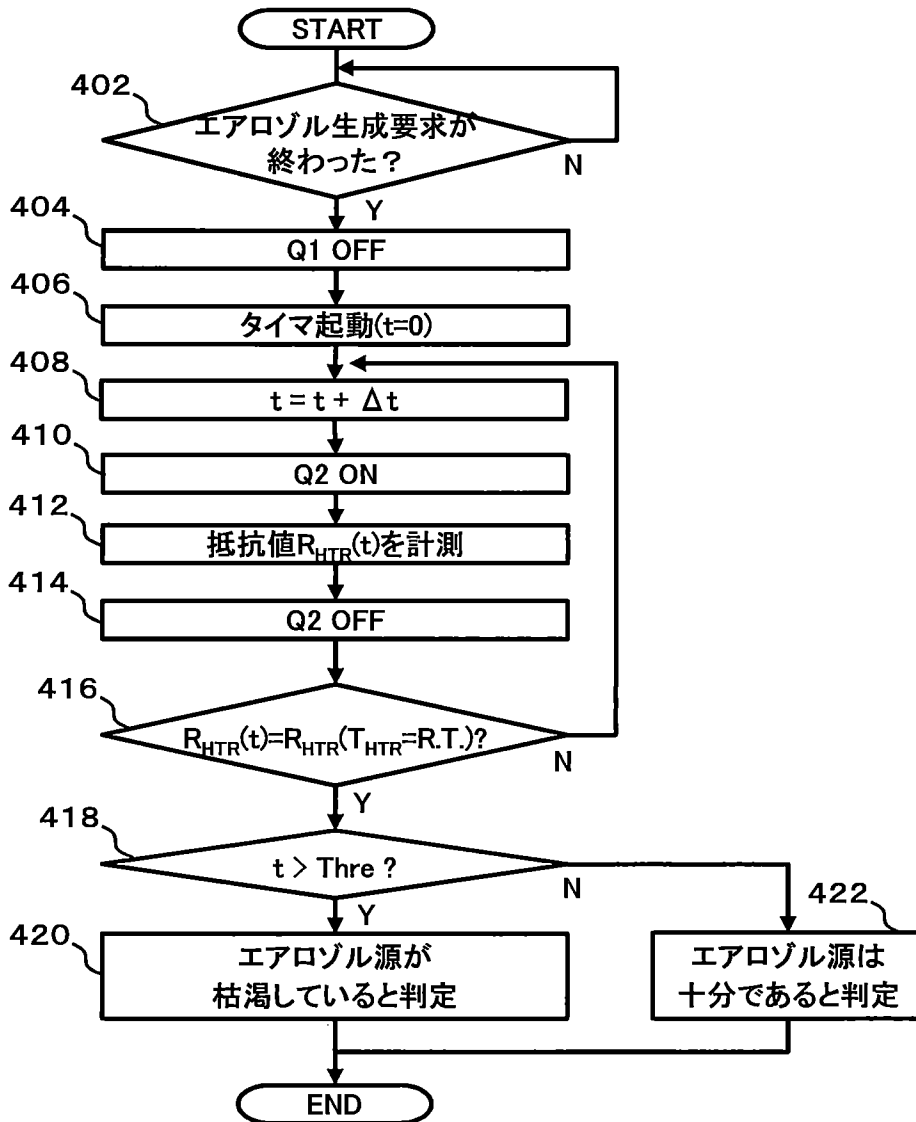 START
402
エアロゾル生成要求が
終わった？
N
Y
404
Q1 OFF
406
タイマ起動(t=0)
408
t = t + Δt
410
Q2 ON
412
抵抗値R_HTR(t)を計測
414
Q2 OFF
416
R_HTR(t)=R_HTR(T_HTR=R.T.)?
N
Y
418
t > Thre ?
N
Y
420
エアロゾル源が
枯渇していると判定
422
エアロゾル源は
十分であると判定
END